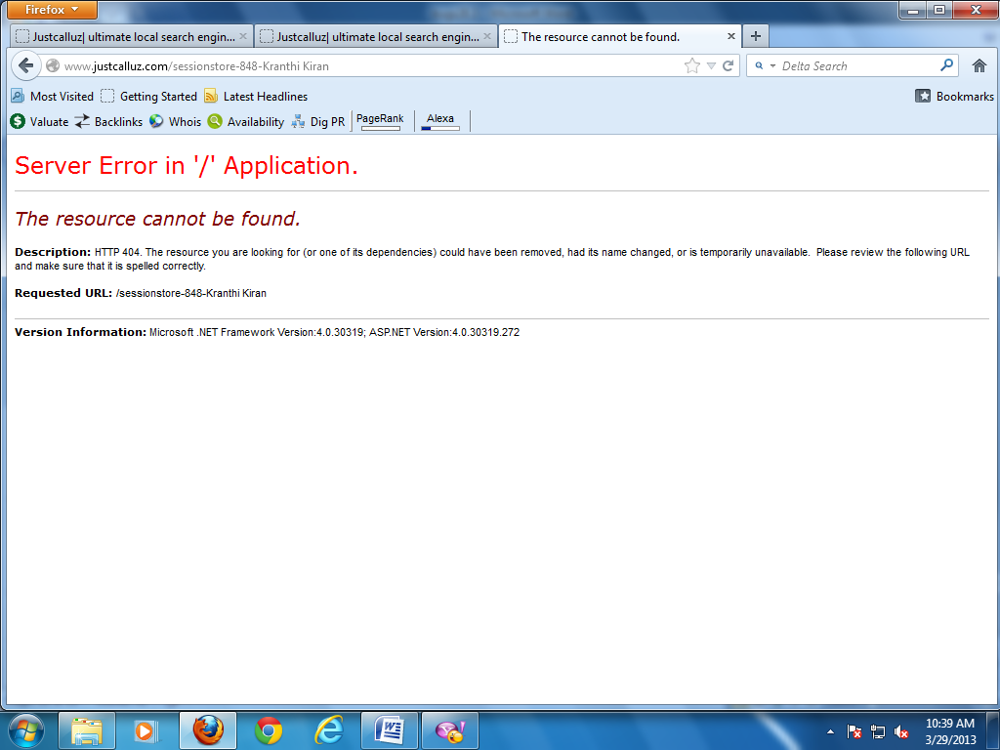 Firefox
Justcalluz| ultimate local search engin...
Justcalluz| ultimate local search engin...
The resource cannot be found.
www.justcalluz.com/sessionstore-848-Kranthi Kiran
Delta Search
Most Visited
Getting Started
Latest Headlines
Bookmarks
Valuate
Backlinks
Whois
Availability
Dig PR
PageRank
Alexa
Server Error in '/' Application.
The resource cannot be found.
Description: HTTP 404. The resource you are looking for (or one of its dependencies) could have been removed, had its name changed, or is temporarily unavailable.  Please review the following URL
and make sure that it is spelled correctly.
Requested URL: /sessionstore-848-Kranthi Kiran
Version Information: Microsoft .NET Framework Version:4.0.30319; ASP.NET Version:4.0.30319.272
10:39 AM
3/29/2013